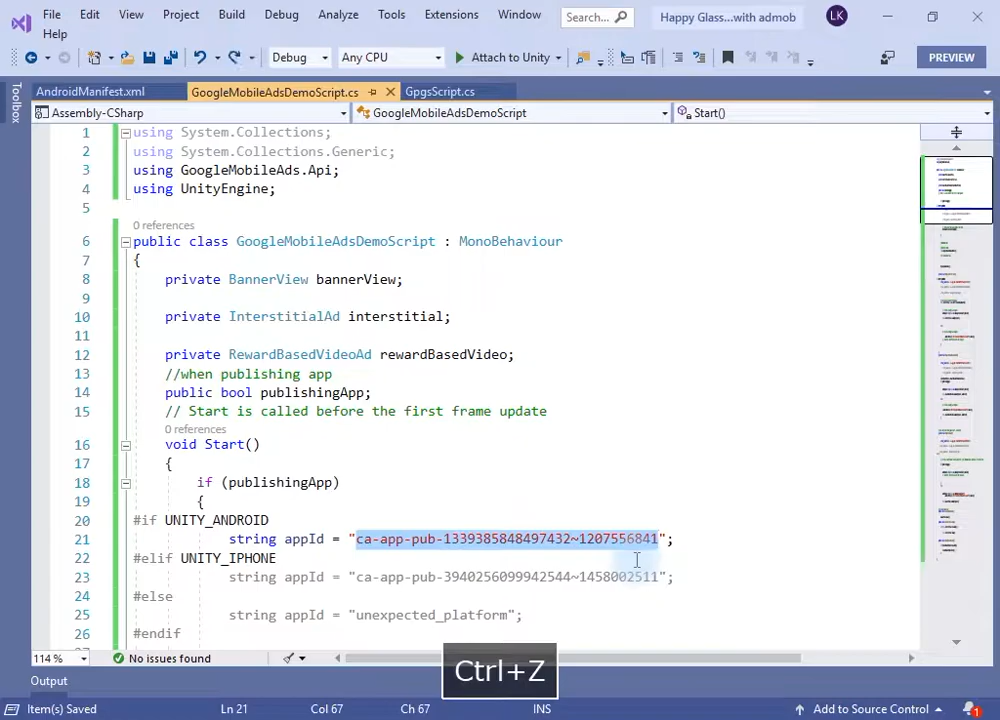 File Edit View Project Build Debug Analyze Tools Extensions Window Search... Happy Glass...with admob LK
Help
Debug Any CPU Attach to Unity PREVIEW
Toolbox
AndroidManifest.xml GoogleMobileAdsDemoScript.cs GpgsScript.cs
Assembly-CSharp GoogleMobileAdsDemoScript Start()
1 using System.Collections;
2 using System.Collections.Generic;
3 using GoogleMobileAds.Api;
4 using UnityEngine;
5
0 references
6 public class GoogleMobileAdsDemoScript : MonoBehaviour
7 {
8 private BannerView bannerView;
9
10 private InterstitialAd interstitial;
11
12 private RewardBasedVideoAd rewardBasedVideo;
13 //when publishing app
14 public bool publishingApp;
15 // Start is called before the first frame update
0 references
16 void Start()
17 {
18 if (publishingApp)
19 {
20 #if UNITY_ANDROID
21 string appId = "ca-app-pub-1339385848497432~1207556841";
22 #elif UNITY_IPHONE
23 string appId = "ca-app-pub-3940256099942544~1458002511";
24 #else
25 string appId = "unexpected_platform";
26 #endif
114 % No issues found
Ctrl+Z
Output
Item(s) Saved Ln 21 Col 67 Ch 67 INS Add to Source Control 1